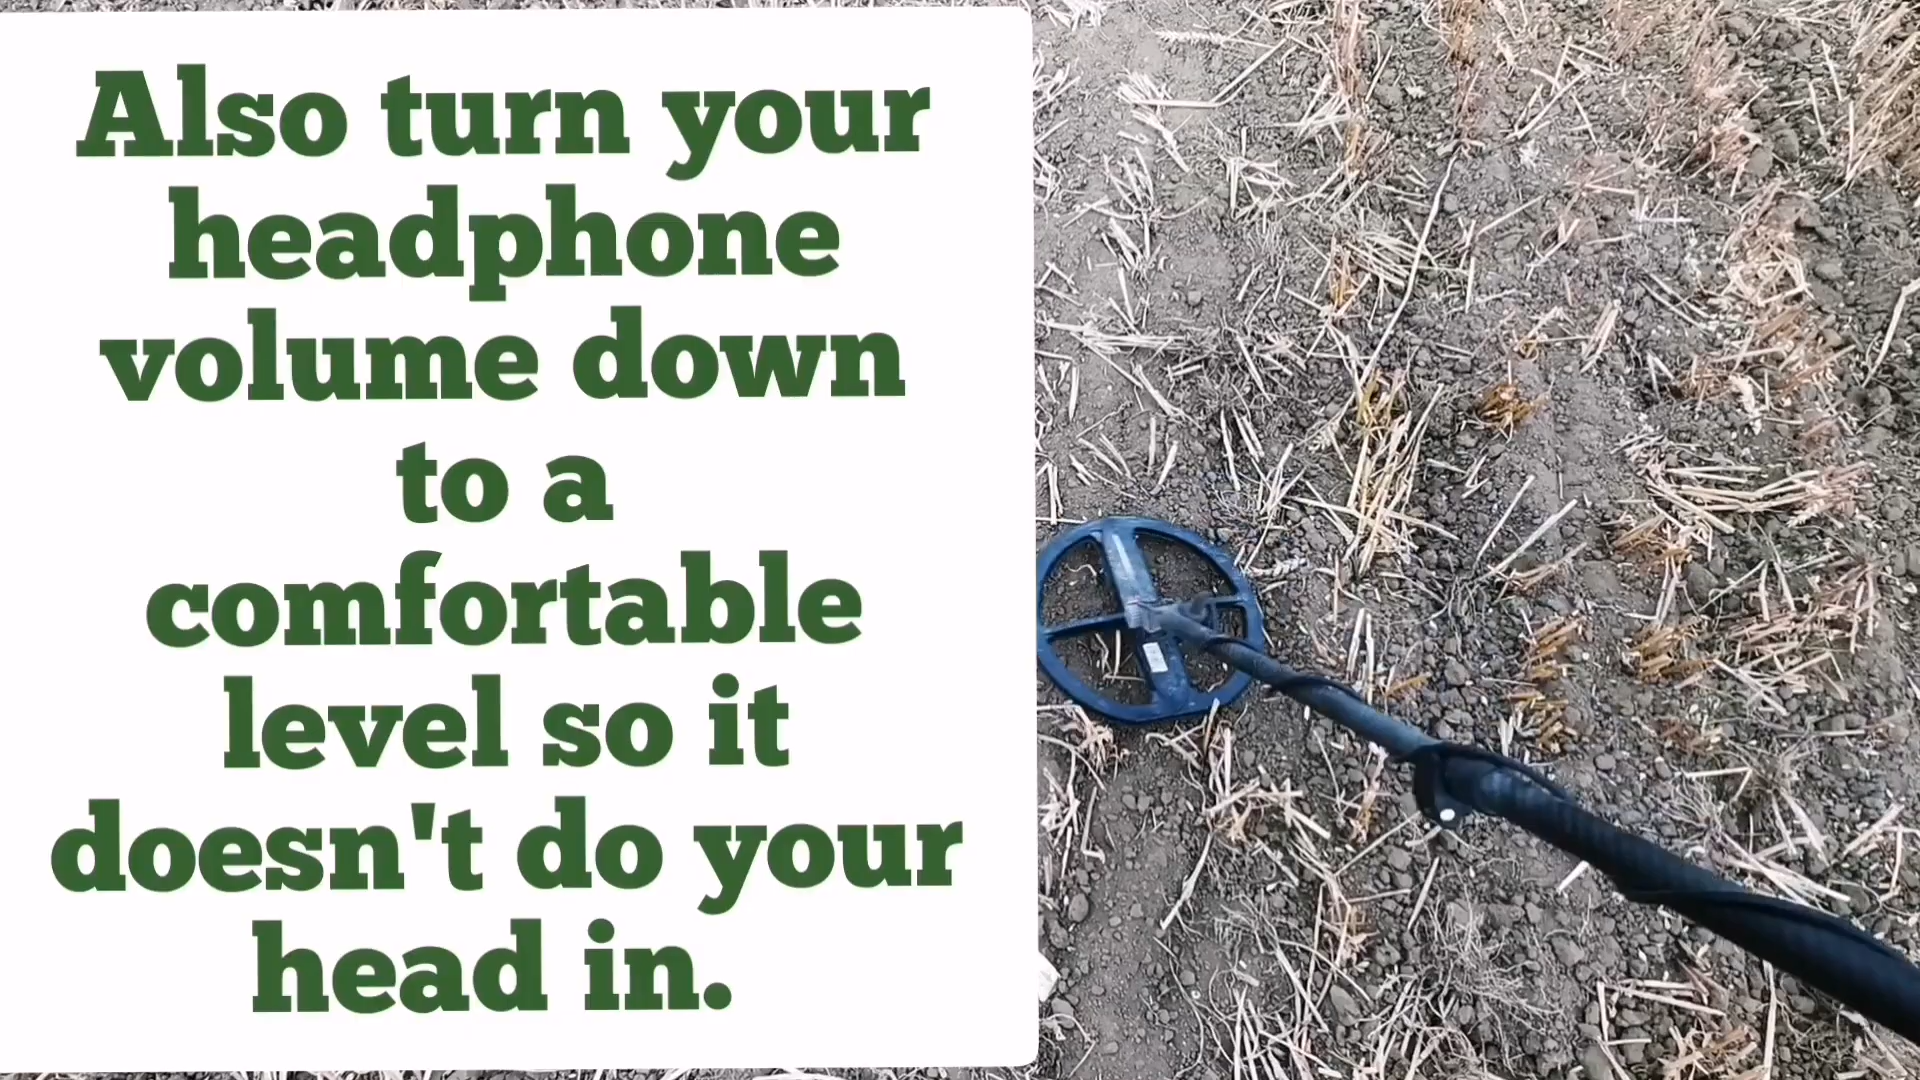 Also turn your
headphone
volume down
to a
comfortable
level so it
doesn't do your
head in.